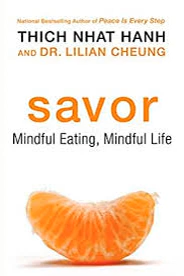 National Bestselling Author of Peace Is Every Step
THICH NHAT HANH
AND DR. LILIAN CHEUNG
savor
Mindful Eating, Mindful Life